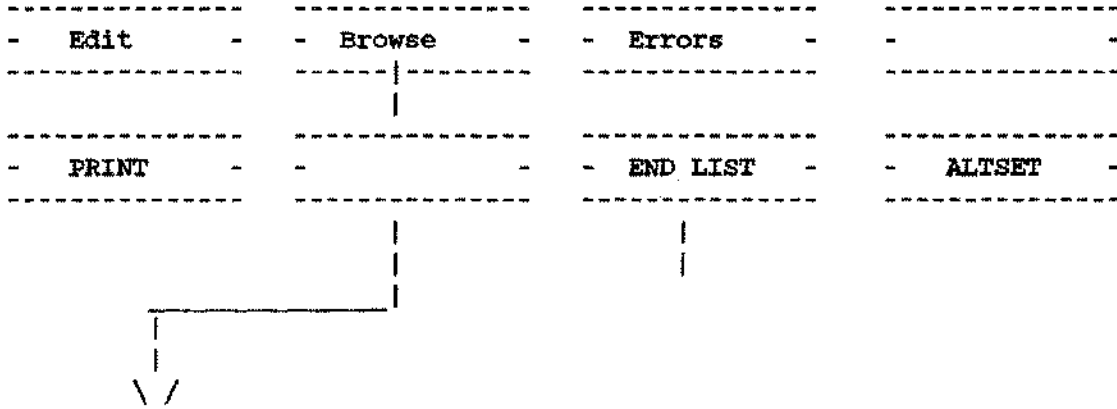 - Edit - - Browse - - Errors - - -
- PRINT - - - - END LIST - - ALTSET -